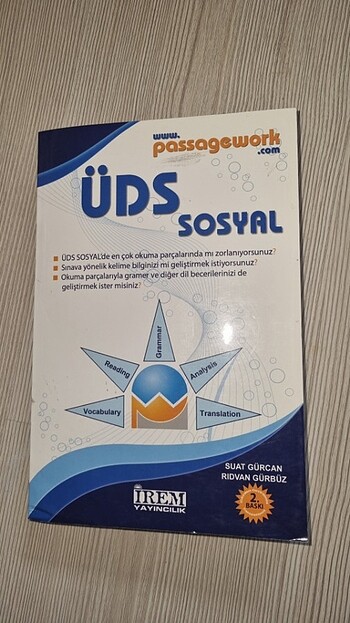 www.
passagework
.com
ÜDS
SOSYAL
ÜDS SOSYAL'de en çok okuma parçalarında mı zorlanıyorsunuz?
Sınava yönelik kelime bilginizi mi geliştirmek istiyorsunuz?
Okuma parçalarıyla gramer ve diğer dil becerilerinizi de
geliştirmek ister misiniz?
Grammar
Reading
Analysis
Vocabulary
Translation
SUAT GÜRCAN
RIDVAN GÜRBÜZ
İREM
YAYINCILIK
2.
BASKI